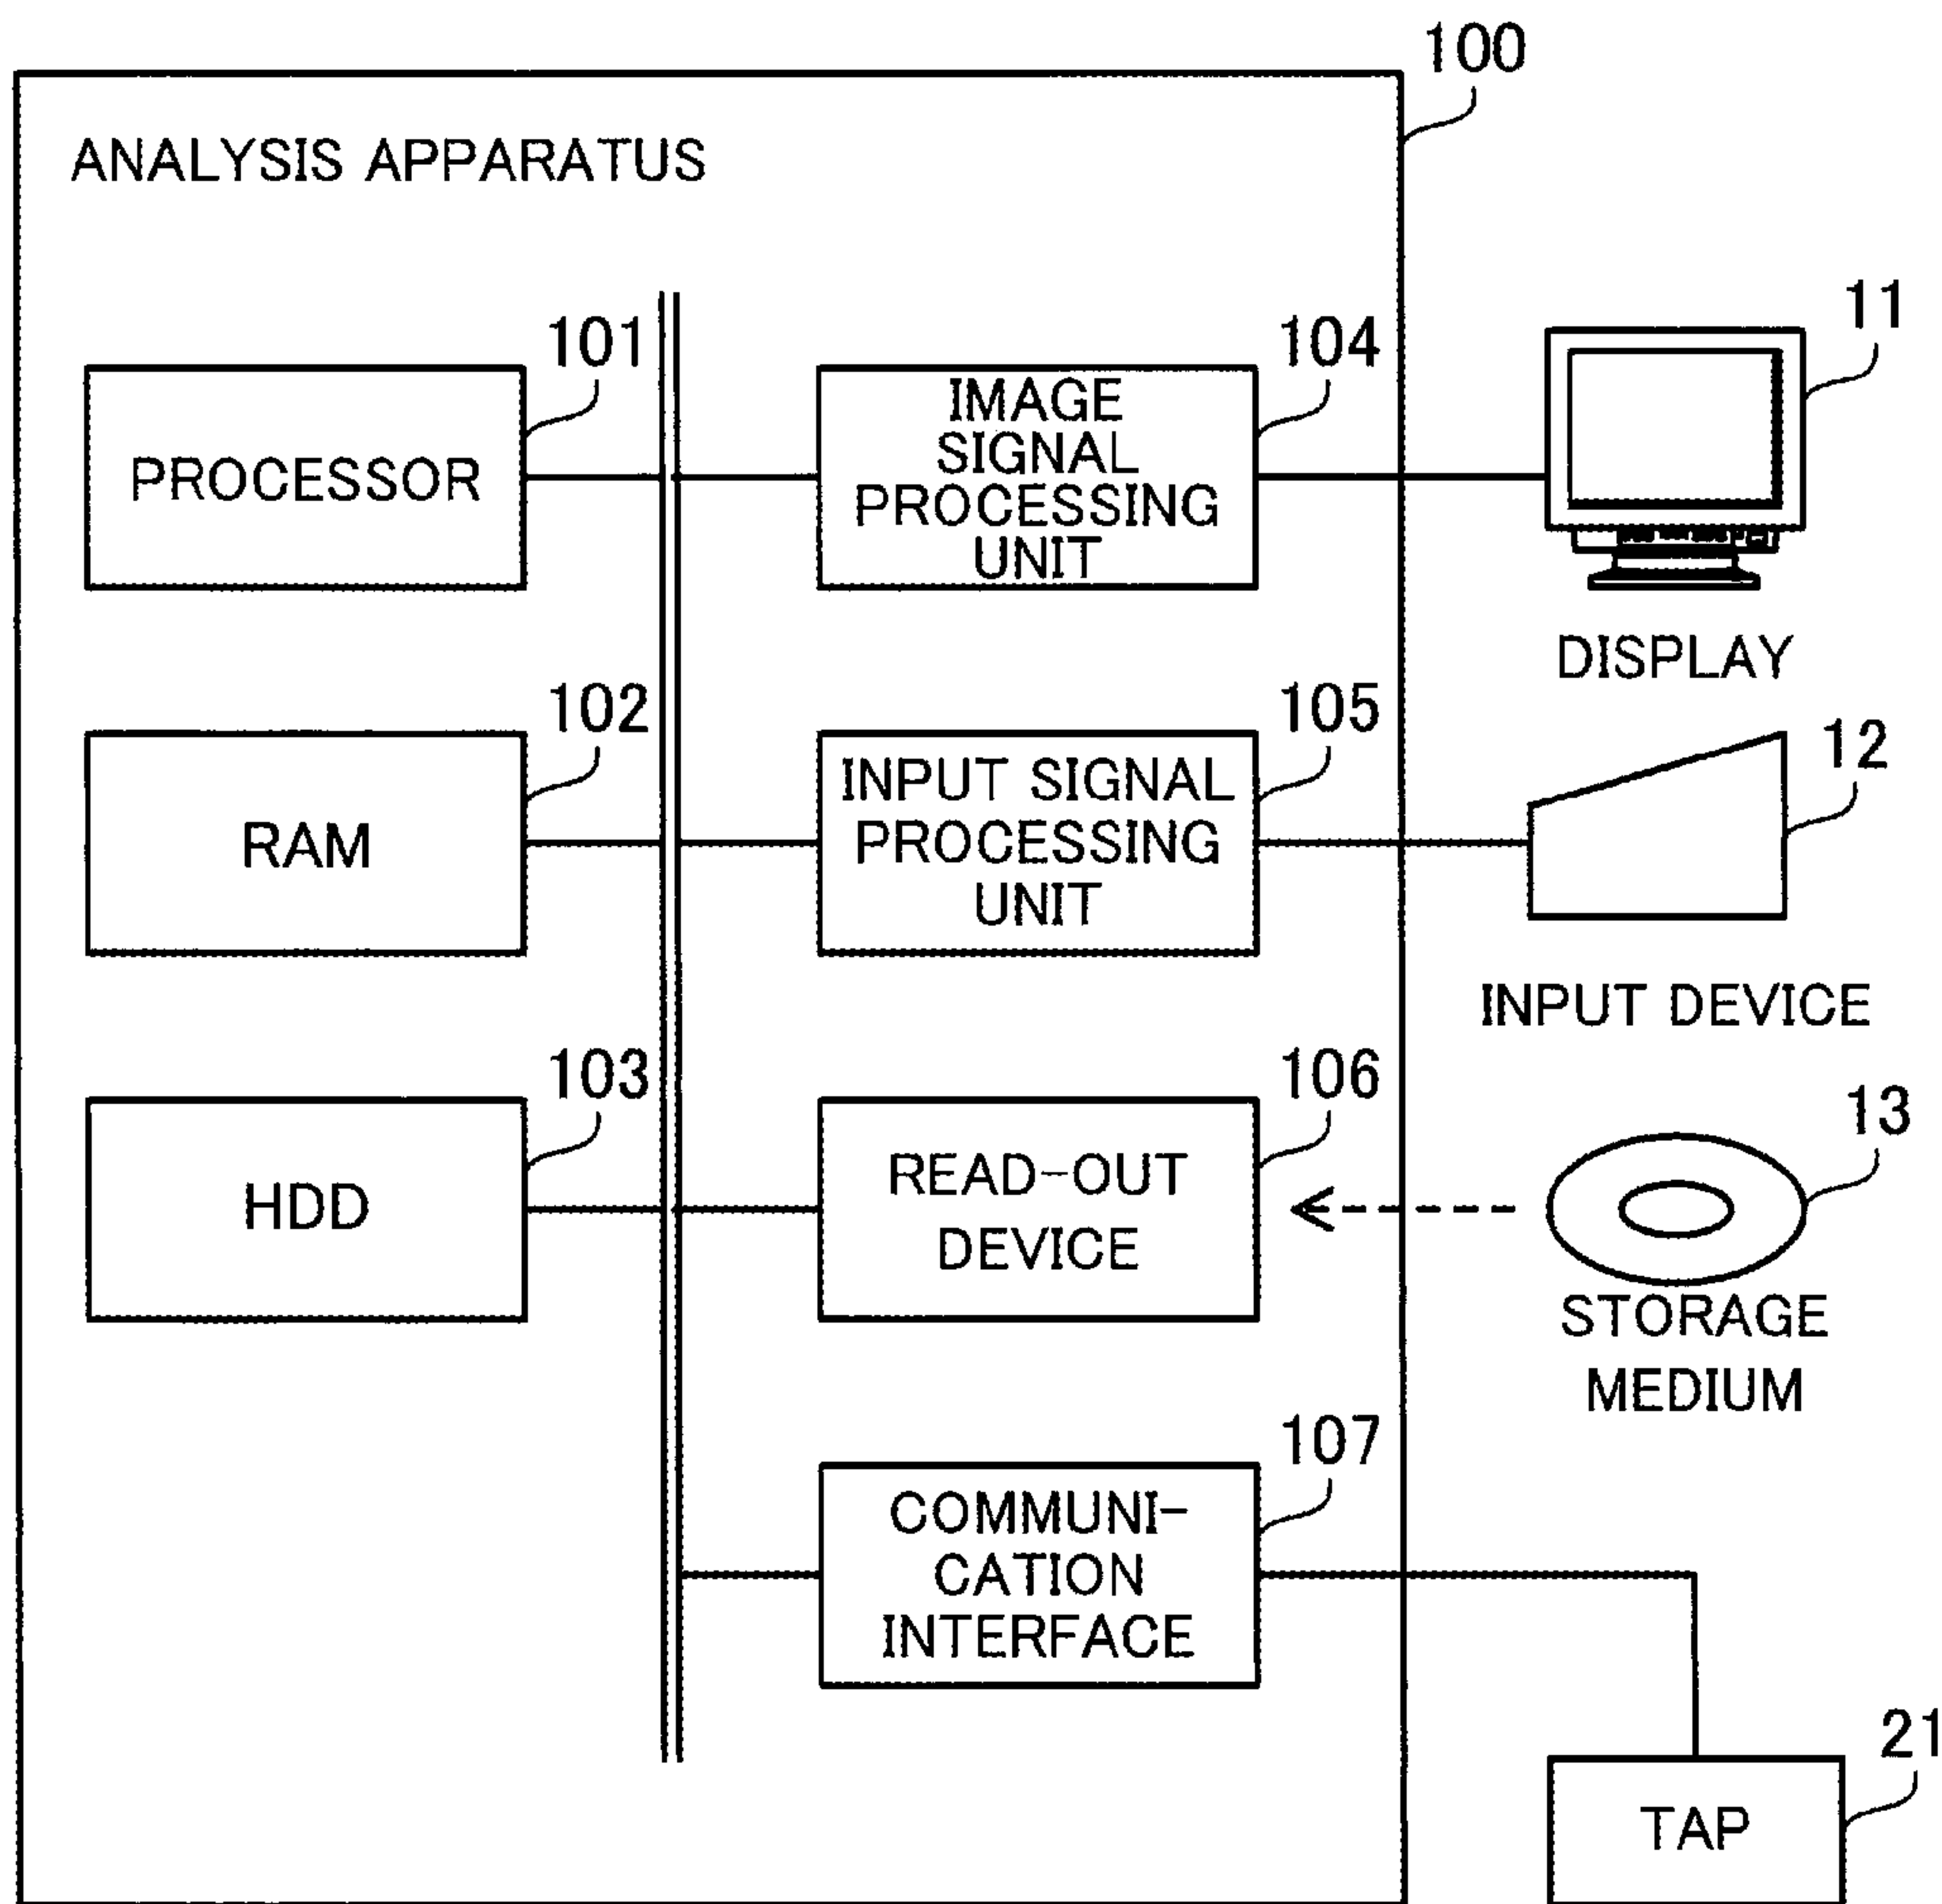 100
ANALYSIS APPARATUS
101
PROCESSOR
104
IMAGE
SIGNAL
PROCESSING
UNIT
11
DISPLAY
102
RAM
105
INPUT SIGNAL
PROCESSING
UNIT
12
INPUT DEVICE
103
HDD
106
READ-OUT
DEVICE
13
STORAGE
MEDIUM
107
COMMUNI-
CATION
INTERFACE
21
TAP